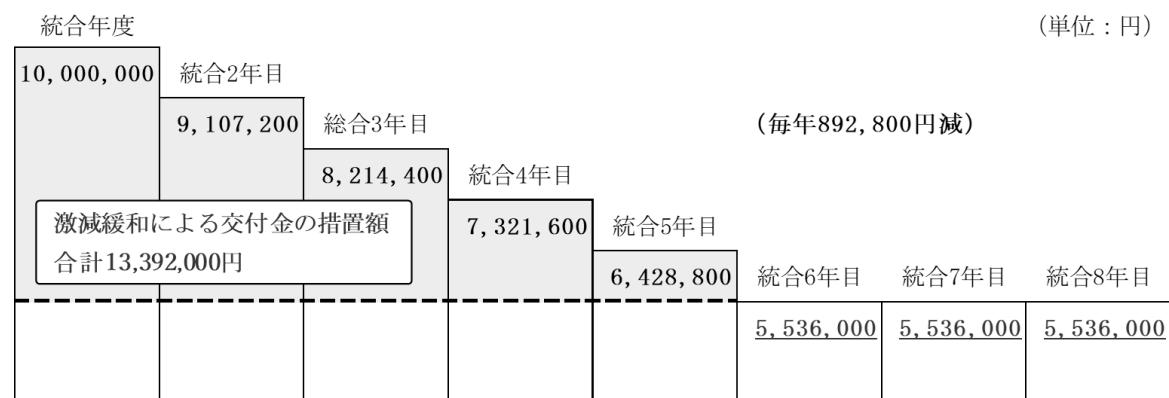 統合年度
(単位：円)
10,000,000
統合2年目
9,107,200
総合3年目
(毎年892,800円減)
8,214,400
統合4年目
激減緩和による交付金の措置額
合計13,392,000円
7,321,600
統合5年目
6,428,800
統合6年目
統合7年目
統合8年目
5,536,000
5,536,000
5,536,000